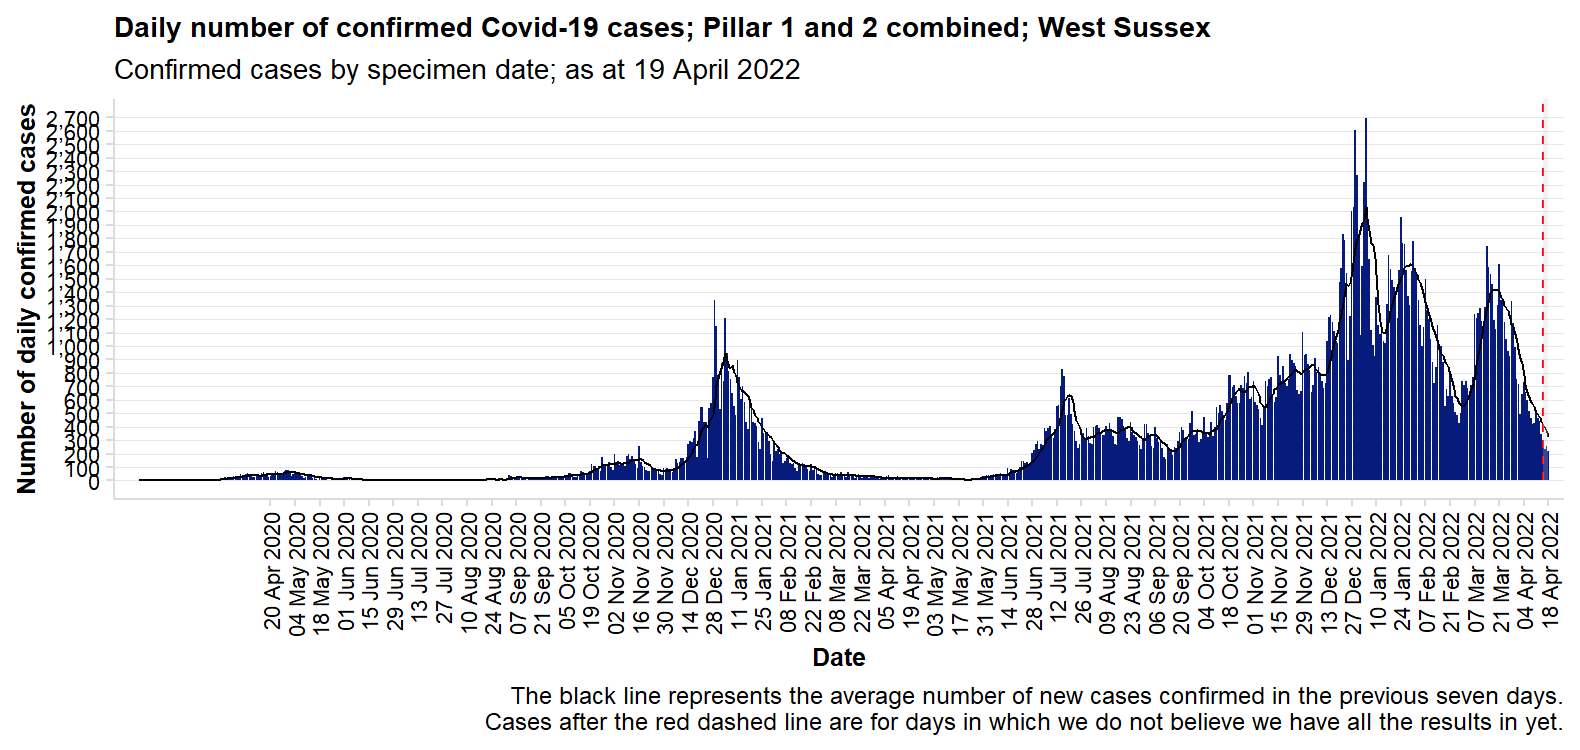 Daily number of confirmed Covid-19 cases; Pillar 1 and 2 combined; West Sussex
Confirmed cases by specimen date; as at 19 April 2022
Number of daily confirmed cases
2,700
2,600
2,500
2,400
2,300
2,200
2,100
2,000
1,900
1,800
1,700
1,600
1,500
1,400
1,300
1,200
1,100
1,000
900
800
700
600
500
400
300
200
100
0
20 Apr 2020
04 May 2020
18 May 2020
01 Jun 2020
15 Jun 2020
29 Jun 2020
13 Jul 2020
27 Jul 2020
10 Aug 2020
24 Aug 2020
07 Sep 2020
21 Sep 2020
05 Oct 2020
19 Oct 2020
02 Nov 2020
16 Nov 2020
30 Nov 2020
14 Dec 2020
28 Dec 2020
11 Jan 2021
25 Jan 2021
08 Feb 2021
22 Feb 2021
08 Mar 2021
22 Mar 2021
05 Apr 2021
19 Apr 2021
03 May 2021
17 May 2021
31 May 2021
14 Jun 2021
28 Jun 2021
12 Jul 2021
26 Jul 2021
09 Aug 2021
23 Aug 2021
06 Sep 2021
20 Sep 2021
04 Oct 2021
18 Oct 2021
01 Nov 2021
15 Nov 2021
29 Nov 2021
13 Dec 2021
27 Dec 2021
10 Jan 2022
24 Jan 2022
07 Feb 2022
21 Feb 2022
07 Mar 2022
21 Mar 2022
04 Apr 2022
18 Apr 2022
Date
The black line represents the average number of new cases confirmed in the previous seven days.
Cases after the red dashed line are for days in which we do not believe we have all the results in yet.